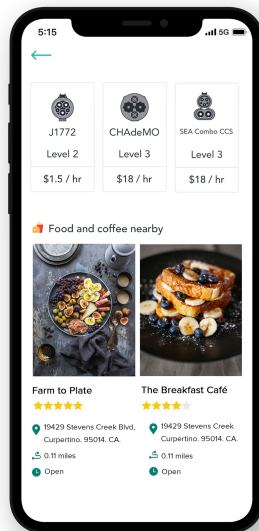 5:15
5G
J1772
CHAdeMO
SEA Combo CCS
Level 2
Level 3
Level 3
$1.5 / hr
$18 / hr
$18 / hr
Food and coffee nearby
Farm to Plate
The Breakfast Café
19429 Stevens Creek Blvd,
Curpertino. 95014. CA.
19429 Stevens Creek
Curpertino. 95014. CA.
0.11 miles
0.11 miles
Open
Open